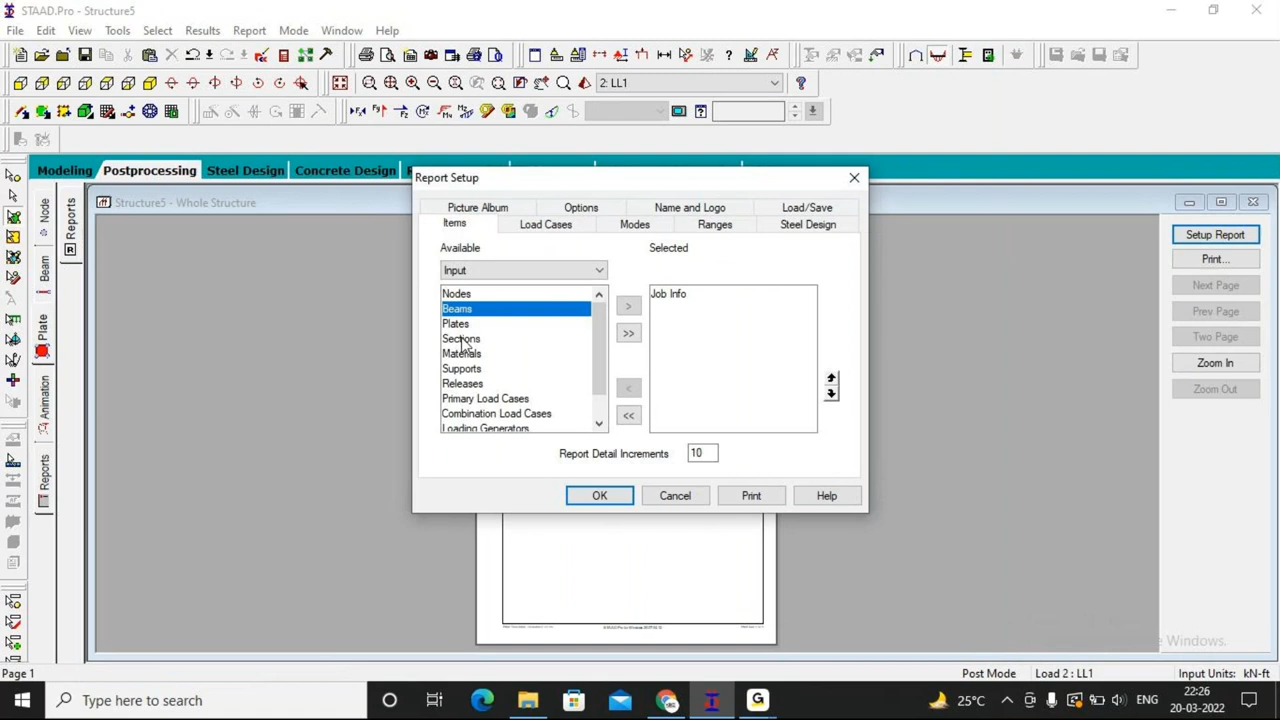 STAAD.Pro - Structure5
File Edit View Tools Select Results Report Mode Window Help
2: LL1
Modeling Postprocessing Steel Design Concrete Design
Report Setup
Structure5 - Whole Structure
Picture Album Options Name and Logo Load/Save
Items Load Cases Modes Ranges Steel Design
Available Selected
Input
Nodes
Beams
Plates
Sections
Materials
Supports
Releases
Primary Load Cases
Combination Load Cases
Loading Generators
Job Info
>
>>
<
<<
Report Detail Increments 10
OK Cancel Print Help
Setup Report
Print...
Next Page
Prev Page
Two Page
Zoom In
Zoom Out
Node
Beam
Plate
Animation
Reports
Reports
Windows.
Page 1 Post Mode Load 2 : LL1 Input Units: kN-ft
Type here to search
25°C ENG
22:26
20-03-2022